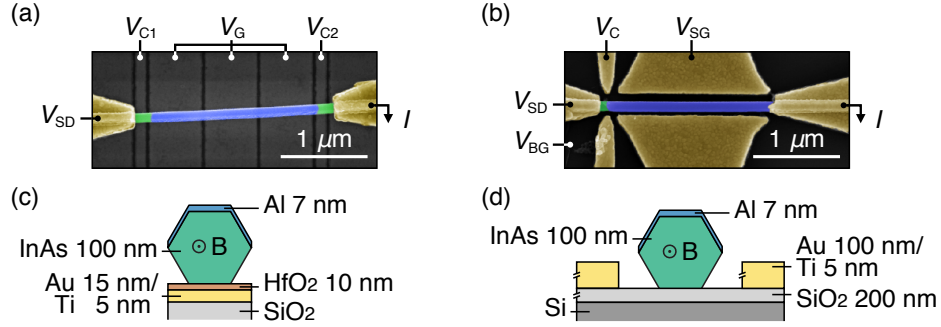 (a)
V_C1 V_G V_C2
V_SD
I
1 μm
(b)
V_C V_SG
V_SD
V_BG
I
1 μm
(c)
Al 7 nm
InAs 100 nm
B
Au 15 nm/
Ti 5 nm
HfO₂ 10 nm
SiO₂
(d)
Al 7 nm
InAs 100 nm
B
Au 100 nm/
Ti 5 nm
SiO₂ 200 nm
Si